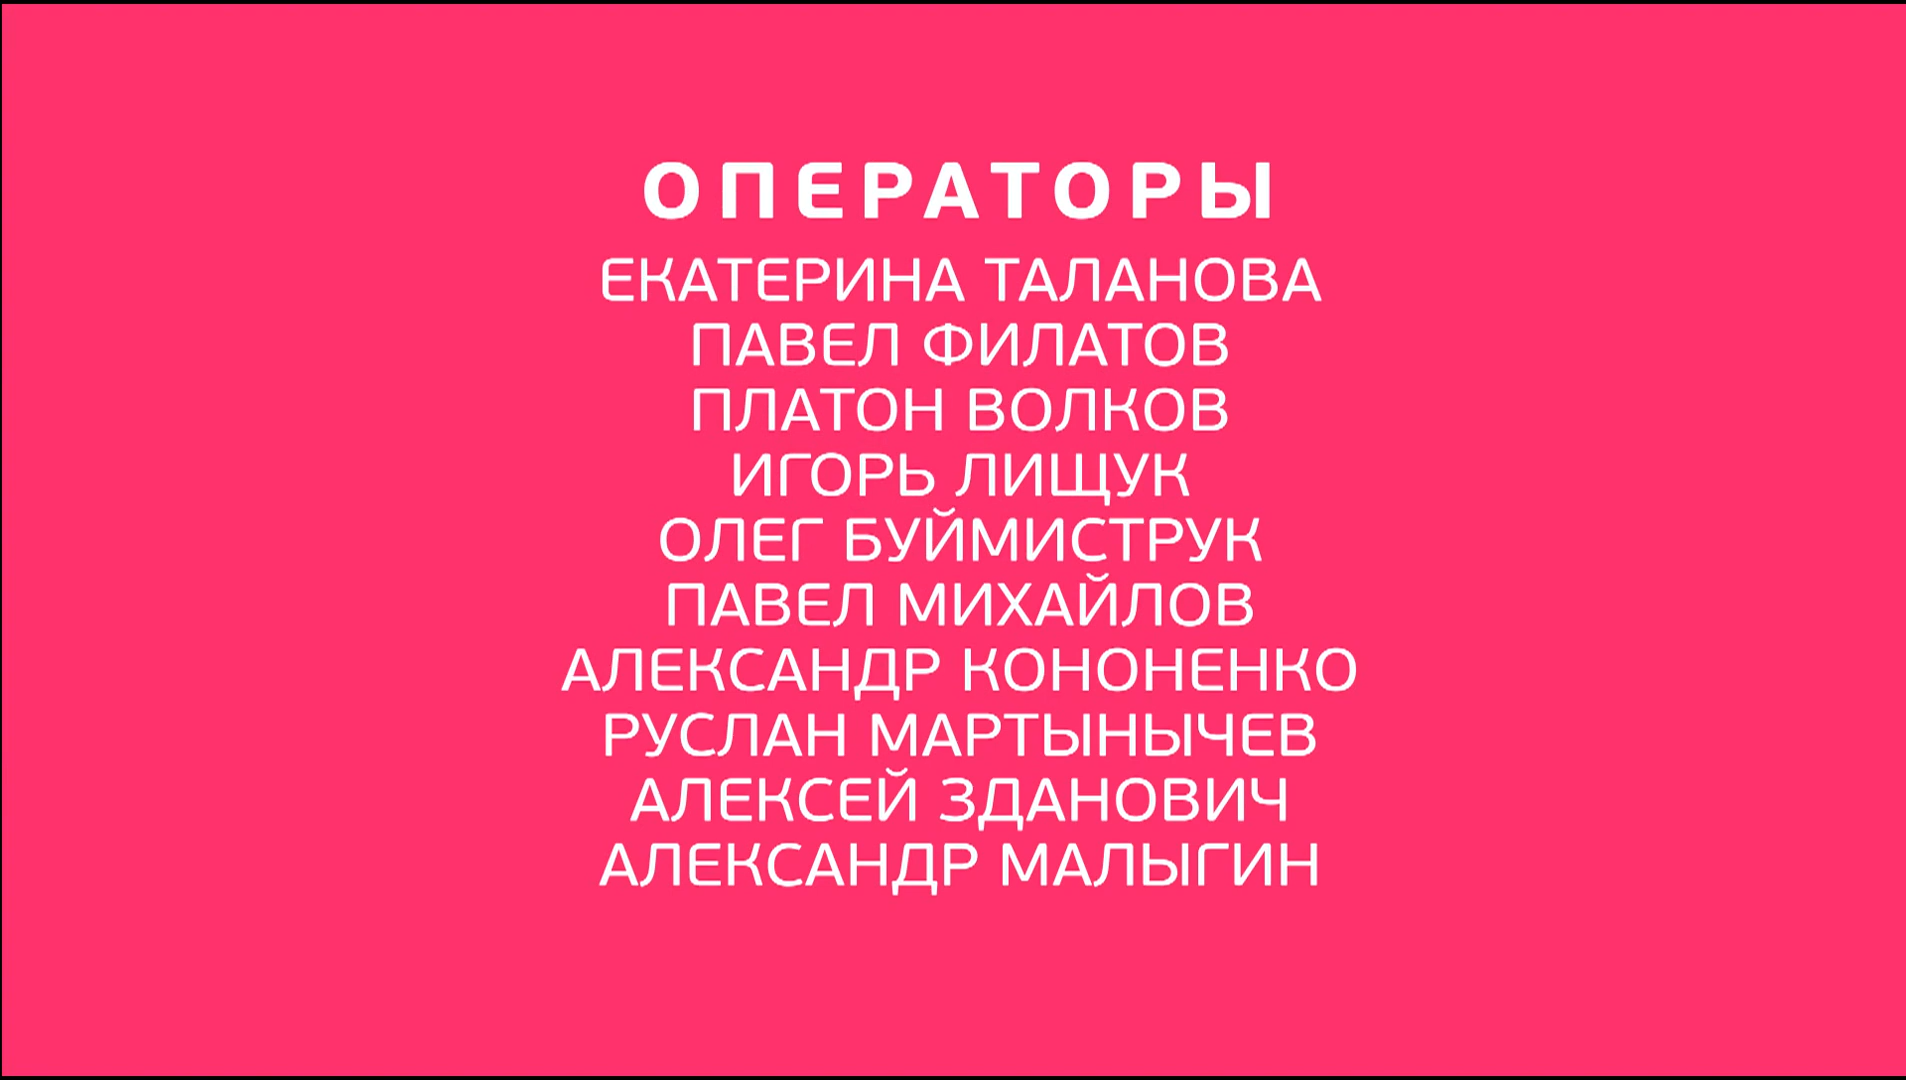 ОПЕРАТОРЫ
ЕКАТЕРИНА ТАЛАНОВА
ПАВЕЛ ФИЛАТОВ
ПЛАТОН ВОЛКОВ
ИГОРЬ ЛИЩУК
ОЛЕГ БУЙМИСТРУК
ПАВЕЛ МИХАЙЛОВ
АЛЕКСАНДР КОНОНЕНКО
РУСЛАН МАРТЫНЫЧЕВ
АЛЕКСЕЙ ЗДАНОВИЧ
АЛЕКСАНДР МАЛЫГИН